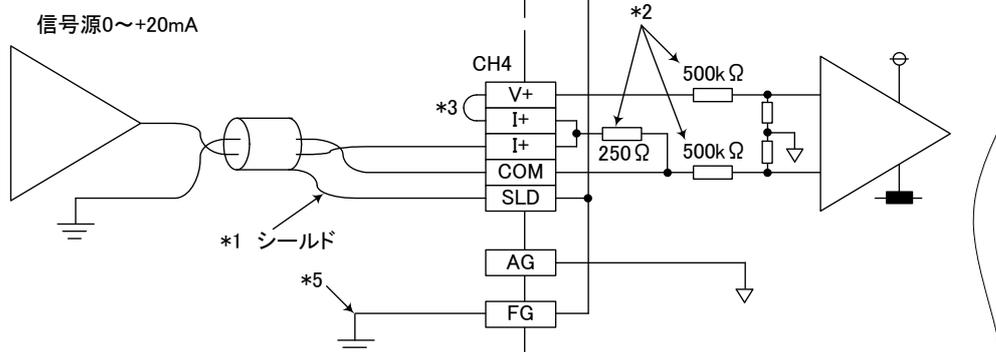 信号源0～+20mA
*2
CH4
500kΩ
V+
*3
I+
I+
250Ω
500kΩ
COM
SLD
*1 シールド
AG
*5
FG